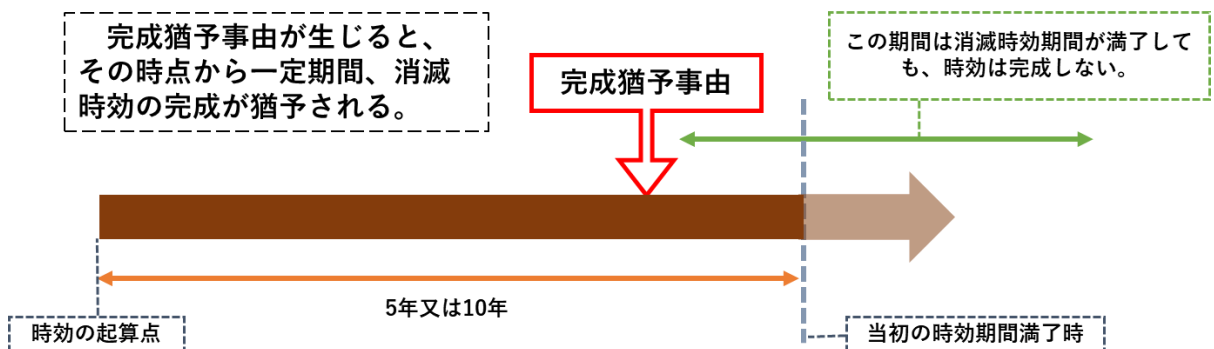 完成猶予事由が生じると、
その時点から一定期間、消滅
時効の完成が猶予される。
完成猶予事由
この期間は消滅時効期間が満了して
も、時効は完成しない。
5年又は10年
時効の起算点
当初の時効期間満了時